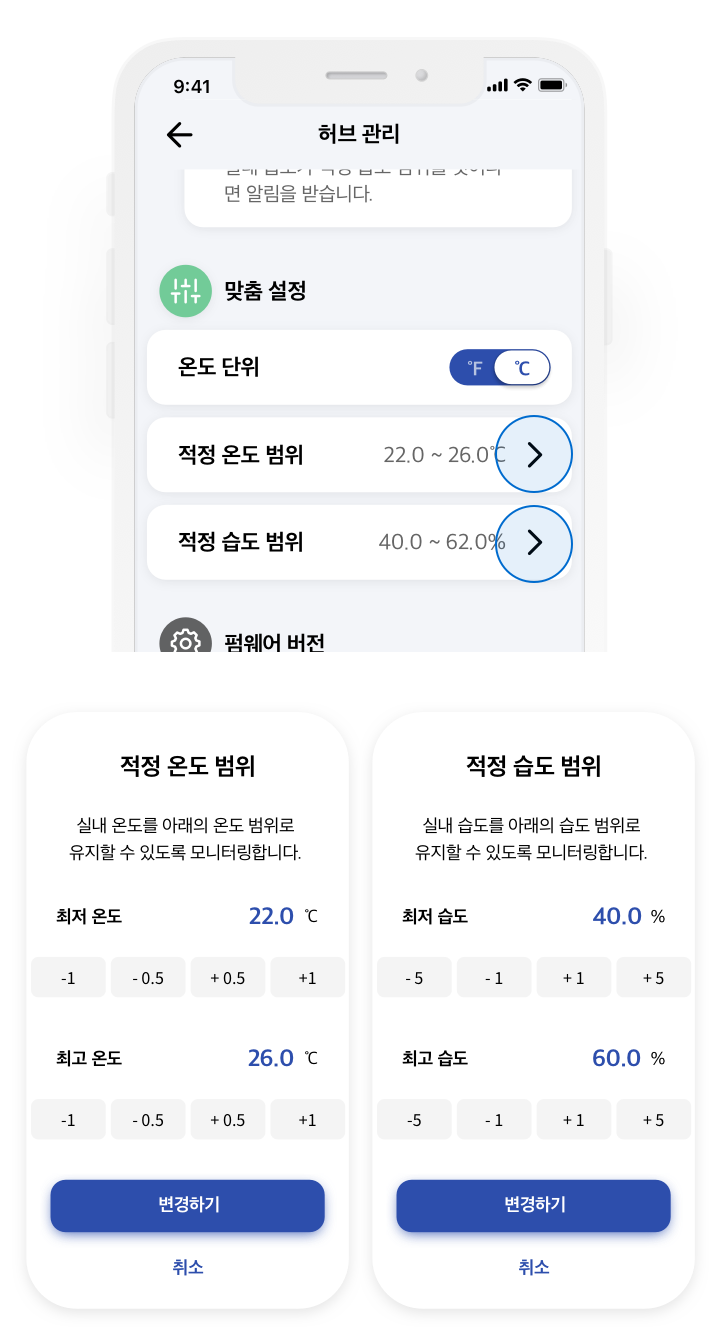 9:41
허브 관리
면 알림을 받습니다.
맞춤 설정
온도 단위
°F °C
적정 온도 범위 22.0 ~ 26.0°C
적정 습도 범위 40.0 ~ 62.0%
펌웨어 버전
적정 온도 범위
실내 온도를 아래의 온도 범위로
유지할 수 있도록 모니터링합니다.
최저 온도 22.0 °C
-1 - 0.5 + 0.5 +1
최고 온도 26.0 °C
-1 - 0.5 + 0.5 +1
변경하기
취소
적정 습도 범위
실내 습도를 아래의 습도 범위로
유지할 수 있도록 모니터링합니다.
최저 습도 40.0 %
- 5 - 1 + 1 + 5
최고 습도 60.0 %
-5 - 1 + 1 + 5
변경하기
취소